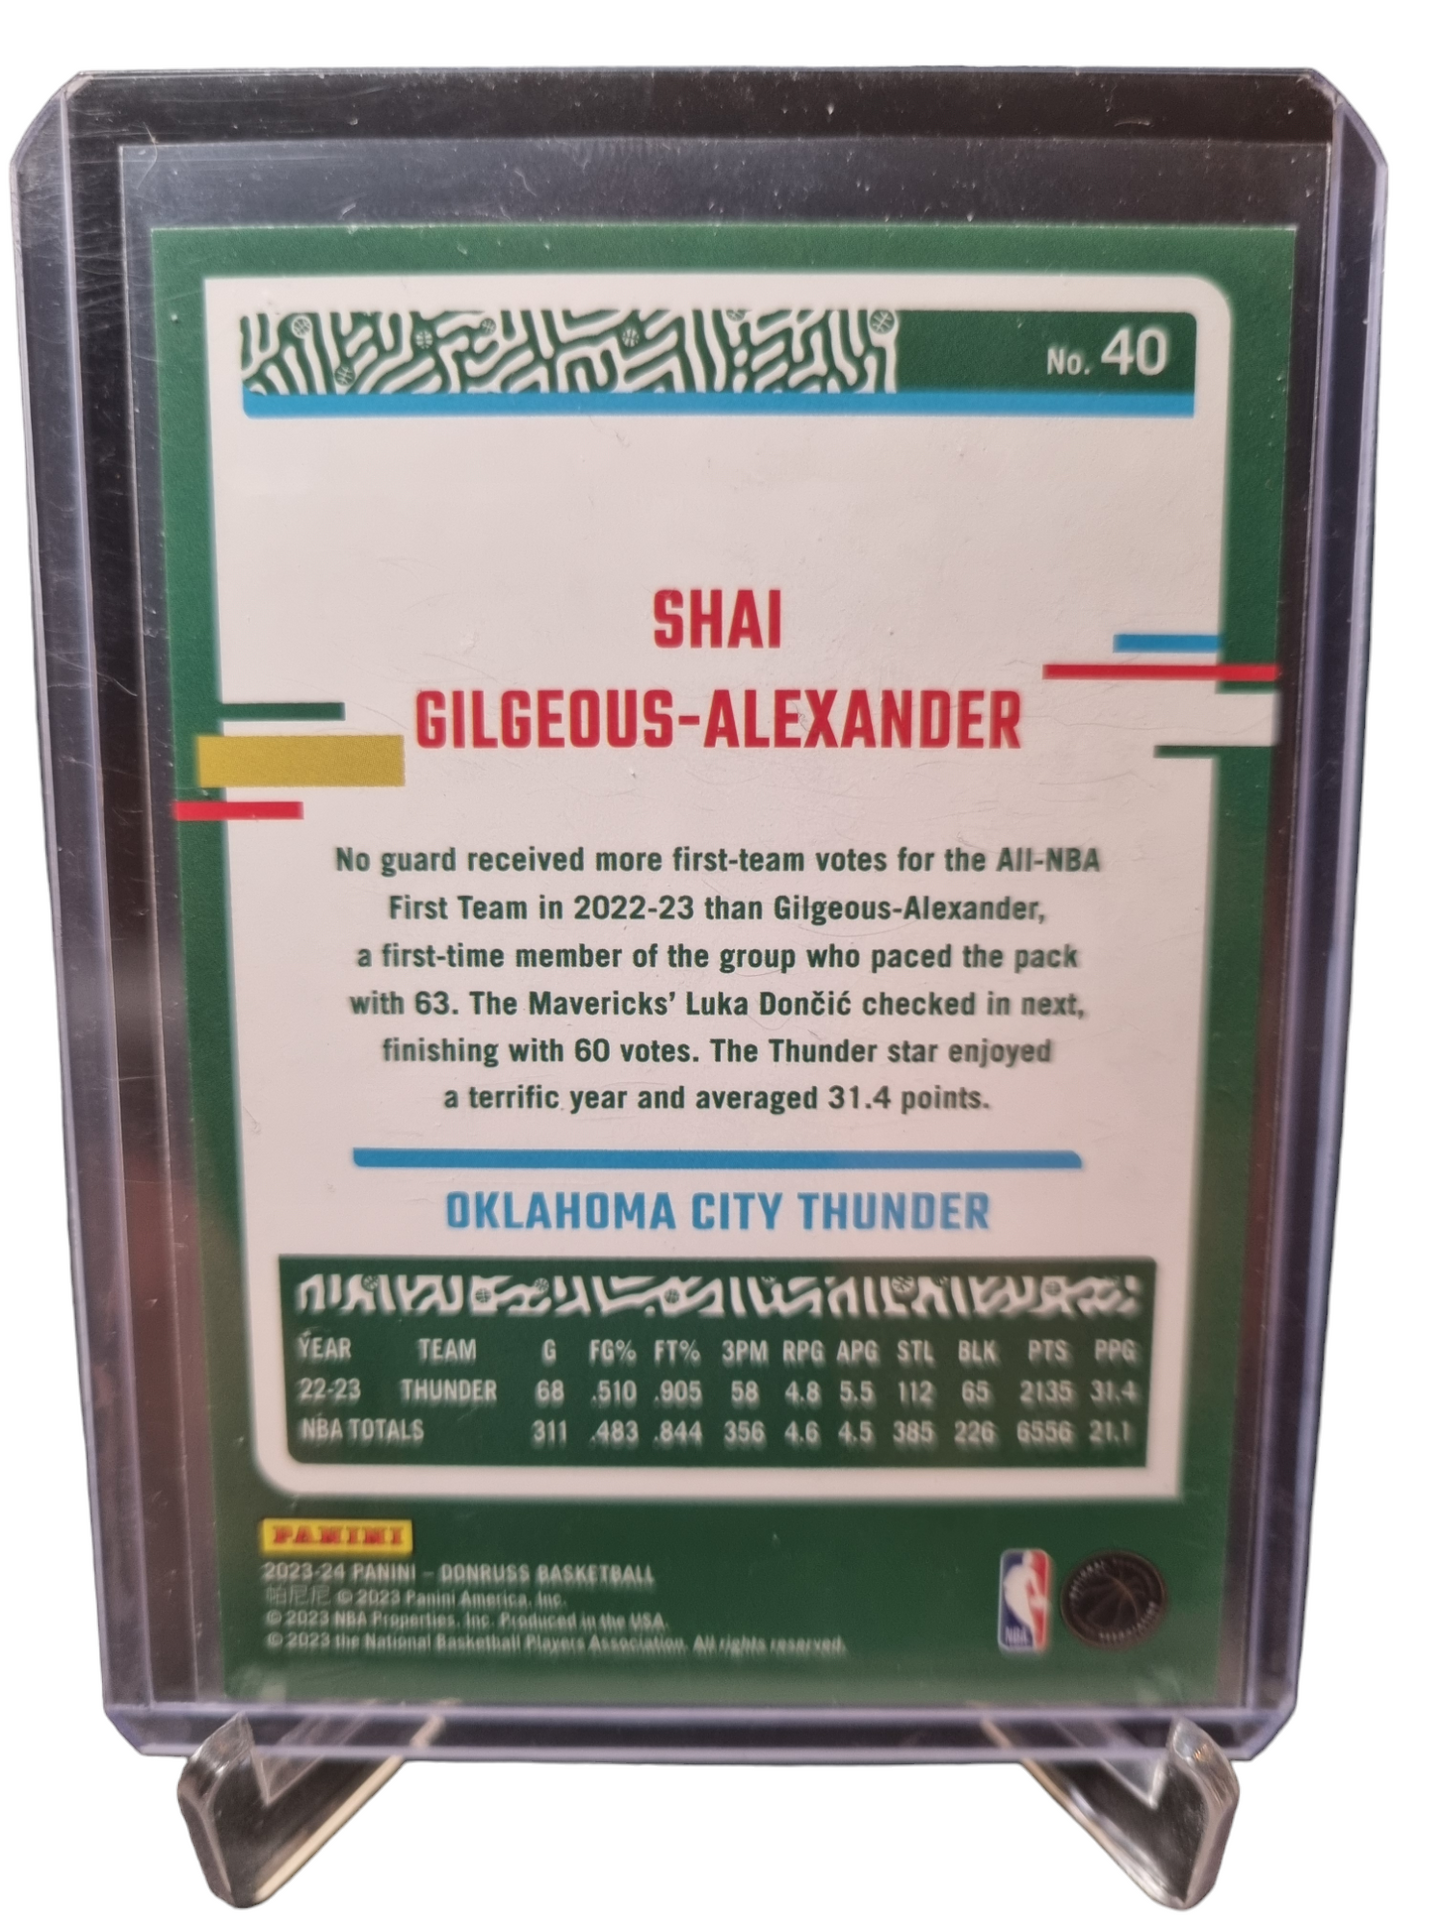 No. 40
SHAI
GILGEOUS-ALEXANDER
No guard received more first-team votes for the All-NBA
First Team in 2022-23 than Gilgeous-Alexander,
a first-time member of the group who paced the pack
with 63. The Mavericks' Luka Dončić checked in next,
finishing with 60 votes. The Thunder star enjoyed
a terrific year and averaged 31.4 points.
OKLAHOMA CITY THUNDER
YEAR TEAM G FG% FT% 3PM RPG APG STL BLK PTS PPG
22-23 THUNDER 68 .510 .905 58 4.8 5.5 112 65 2135 31.4
NBA TOTALS 311 .483 .844 356 4.6 4.5 385 226 6556 21.1
PANINI
2023-24 PANINI – DONRUSS BASKETBALL
帕尼尼 © 2023 Panini America, Inc.
© 2023 NBA Properties, Inc. Produced in the USA.
© 2023 the National Basketball Players Association. All rights reserved.
NBA